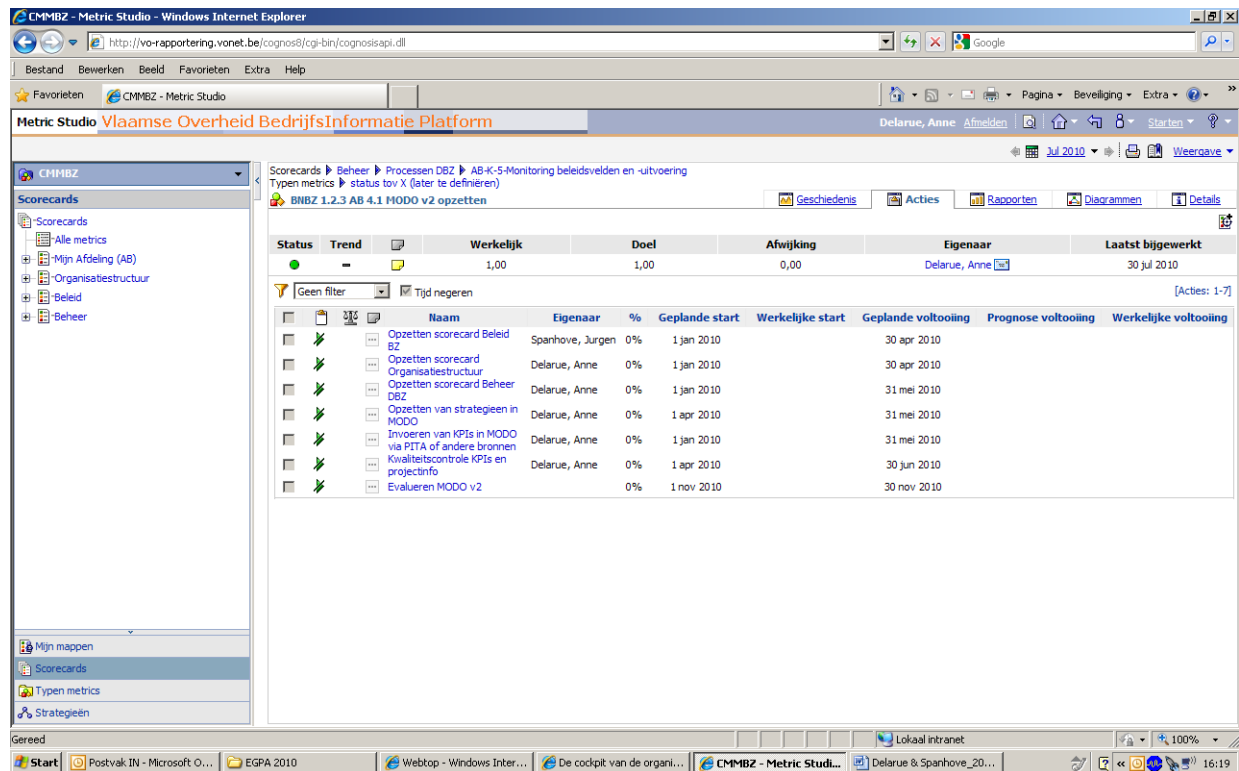 CMMBZ - Metric Studio - Windows Internet Explorer
http://vo-rapportering.vonet.be/cognos8/cgi-bin/cognosisapi.dll
Google
Bestand Bewerken Beeld Favorieten Extra Help
Favorieten CMMBZ - Metric Studio
Pagina Beveiliging Extra
Metric Studio Vlaamse Overheid BedrijfsInformatie Platform
Delarue, Anne Afmelden Starten
Jul 2010 Weergave
CMMBZ
Scorecards
Scorecards
Alle metrics
Mijn Afdeling (AB)
Organisatiestructuur
Beleid
Beheer
Scorecards Beheer Processen DBZ AB-K-5-Monitoring beleidsvelden en -uitvoering
Typen metrics status tov X (later te definiëren)
BNBZ 1.2.3 AB 4.1 MODO v2 opzetten
Geschiedenis Acties Rapporten Diagrammen Details
Status Trend Werkelijk Doel Afwijking Eigenaar Laatst bijgewerkt
1,00 1,00 0,00 Delarue, Anne 30 jul 2010
Geen filter Tijd negeren [Acties: 1-7]
Naam Eigenaar % Geplande start Werkelijke start Geplande voltooiing Prognose voltooiing Werkelijke voltooiing
Opzetten scorecard Beleid
BZ
Spanhove, Jurgen 0% 1 jan 2010 30 apr 2010
Opzetten scorecard
Organisatiestructuur
Delarue, Anne 0% 1 jan 2010 30 apr 2010
Opzetten scorecard Beheer
DBZ
Delarue, Anne 0% 1 jan 2010 31 mei 2010
Opzetten van strategieen in
MODO
Delarue, Anne 0% 1 apr 2010 31 mei 2010
Invoeren van KPIs in MODO
via PITA of andere bronnen
Delarue, Anne 0% 1 jan 2010 31 mei 2010
Kwaliteitscontrole KPIs en
projectinfo
Delarue, Anne 0% 1 apr 2010 30 jun 2010
Evalueren MODO v2 0% 1 nov 2010 30 nov 2010
Mijn mappen
Scorecards
Typen metrics
Strategieën
Gereed Lokaal intranet 100%
Start Postvak IN - Microsoft O... EGPA 2010 Webtop - Windows Inter... De cockpit van de organi... CMMBZ - Metric Studi... Delarue & Spanhove_20... 16:19